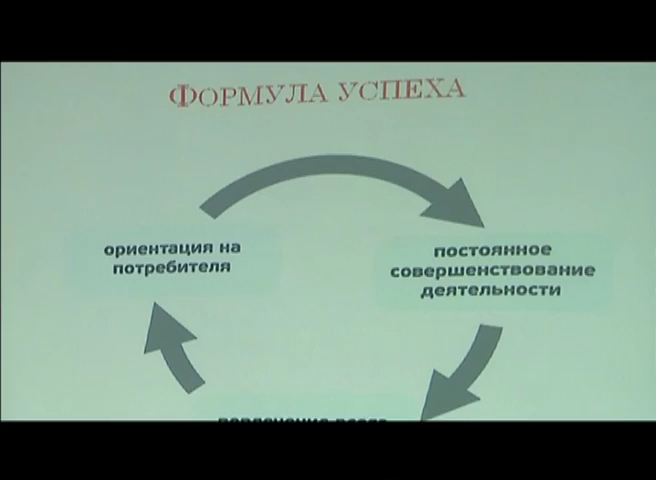 Формула успеха
ориентация на
потребителя
постоянное
совершенствование
деятельности